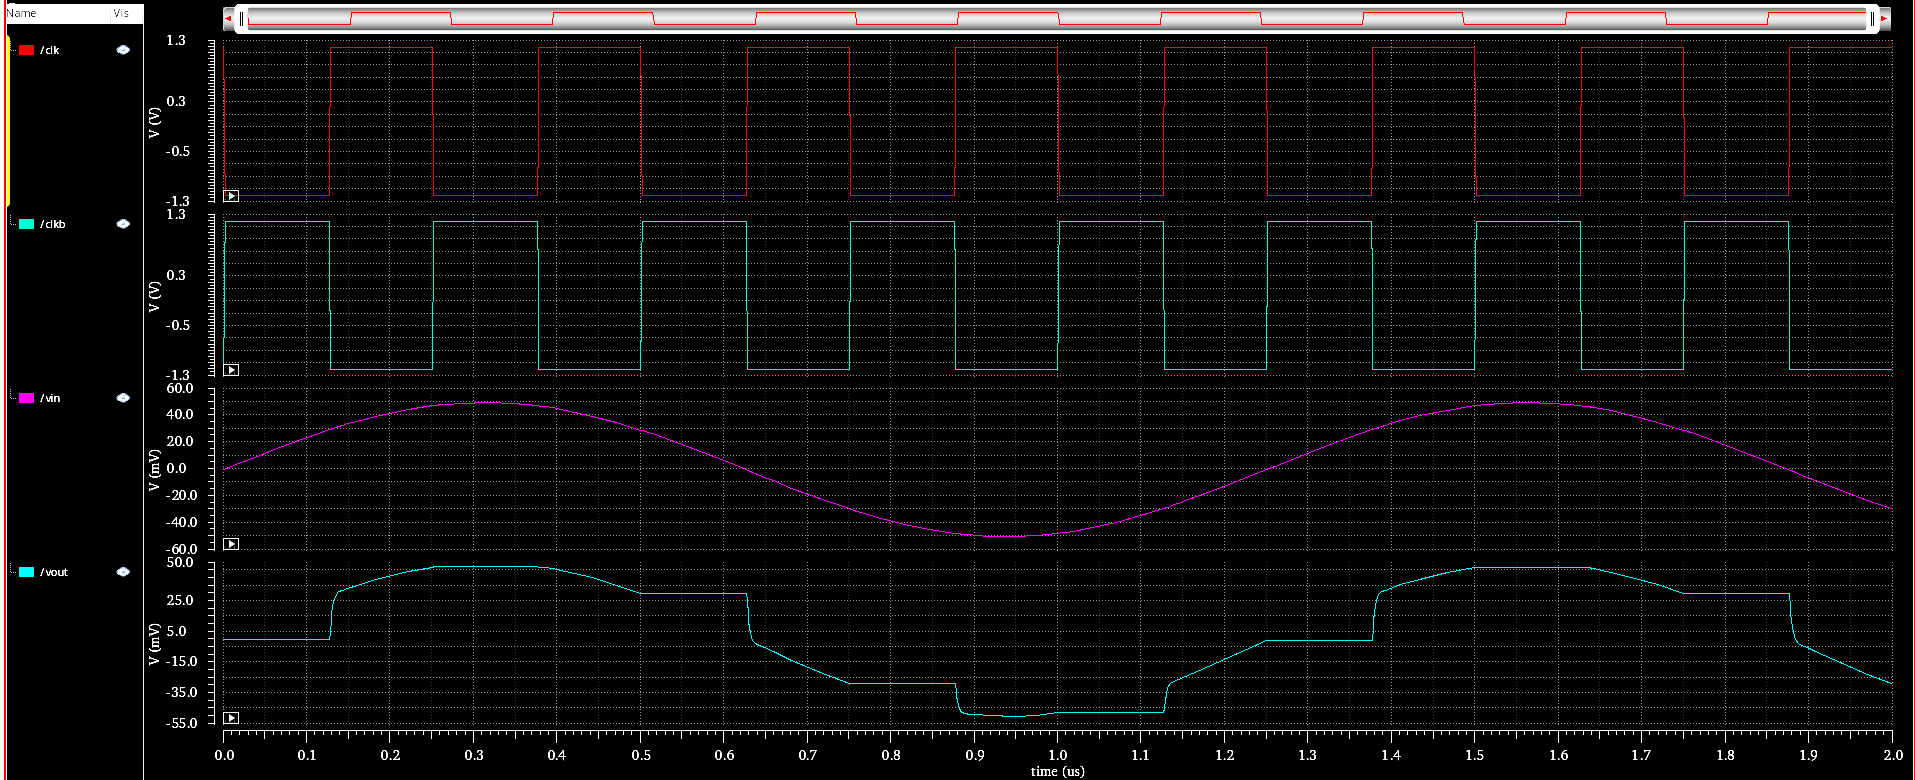 Name Vis
/clk
1.3
0.3
-0.5
-1.3
V (V)
/clkb
1.3
0.3
-0.5
-1.3
V (V)
/vin
60.0
40.0
20.0
0.0
-20.0
-40.0
-60.0
V (mV)
/vout
50.0
25.0
5.0
-15.0
-35.0
-55.0
V (mV)
0.0 0.1 0.2 0.3 0.4 0.5 0.6 0.7 0.8 0.9 1.0 1.1 1.2 1.3 1.4 1.5 1.6 1.7 1.8 1.9 2.0
time (us)